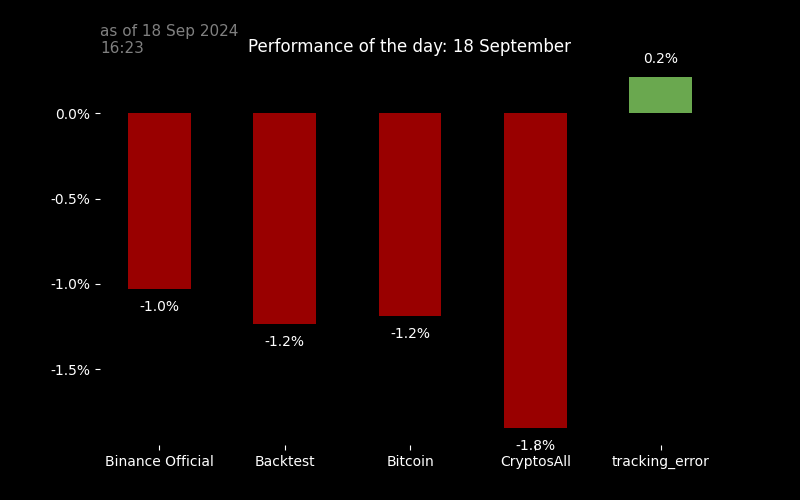 as of 18 Sep 2024
16:23
Performance of the day: 18 September
0.2%
0.0%
-0.5%
-1.0%
-1.5%
-1.0%
-1.2%
-1.2%
-1.8%
Binance Official
Backtest
Bitcoin
CryptosAll
tracking_error